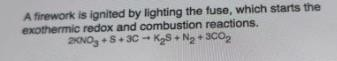 A firework is ignited by lighting the fuse, which starts the
exothermic redox and combustion reactions.
2KNO₃ + S + 3C → K₂S + N₂ + 3CO₂